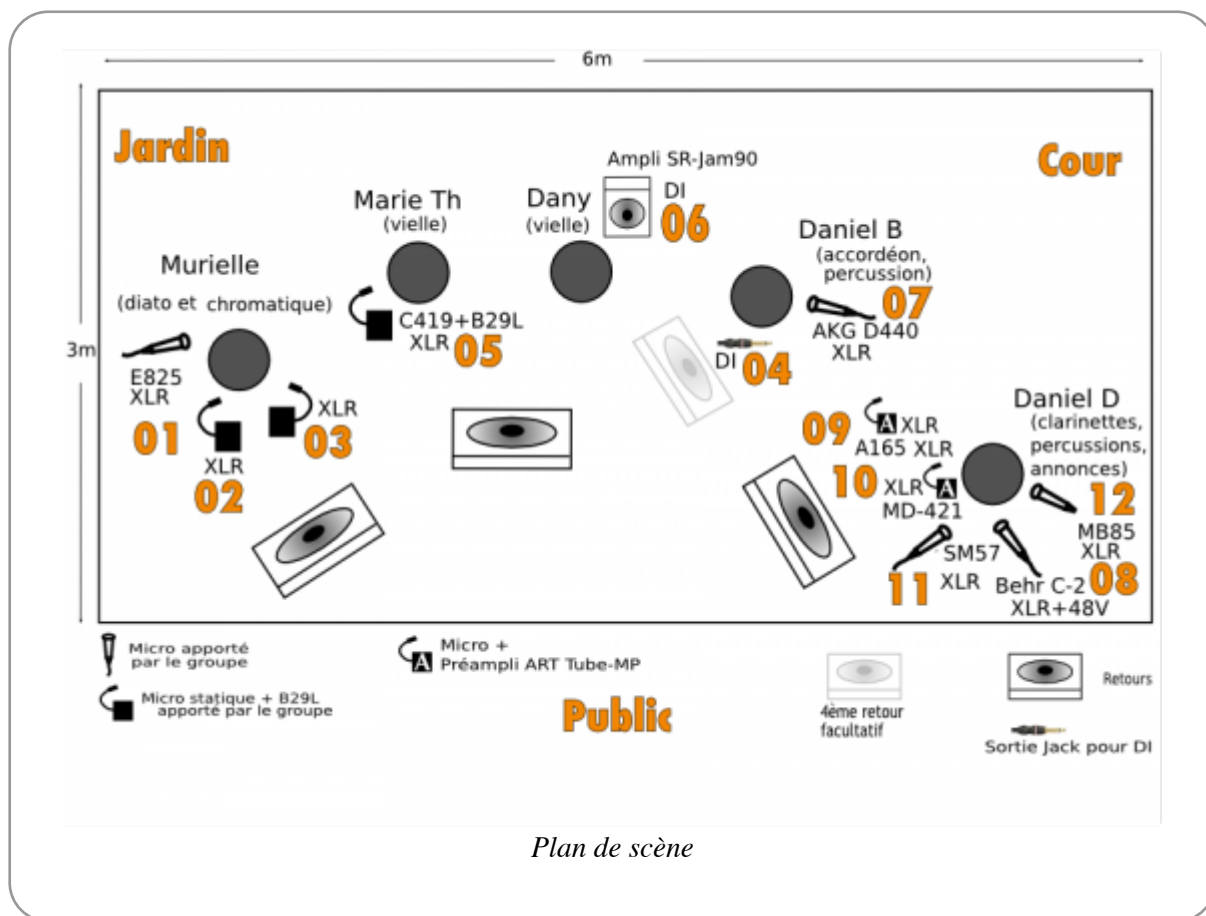 6m
Jardin
Cour
Ampli SR-Jam90
DI
06
Marie Th
(vielle)
Dany
(vielle)
Daniel B
(accordéon,
percussion)
07
AKG D440
XLR
Murielle
(diato et chromatique)
3m
C419+B29L
XLR 05
DI 04
E825
XLR
01
XLR
03
XLR
02
Daniel D
(clarinettes,
percussions,
annonces)
09
XLR
A165 XLR
10
XLR
MD-421
12
MB85
XLR
SM57
11 XLR
Behr C-2 08
XLR+48V
Micro apporté
par le groupe
Micro statique + B29L
apporté par le groupe
Micro +
Préampli ART Tube-MP
A
A
A
Public
4ème retour
facultatif
Retours
Sortie Jack pour DI
Plan de scène